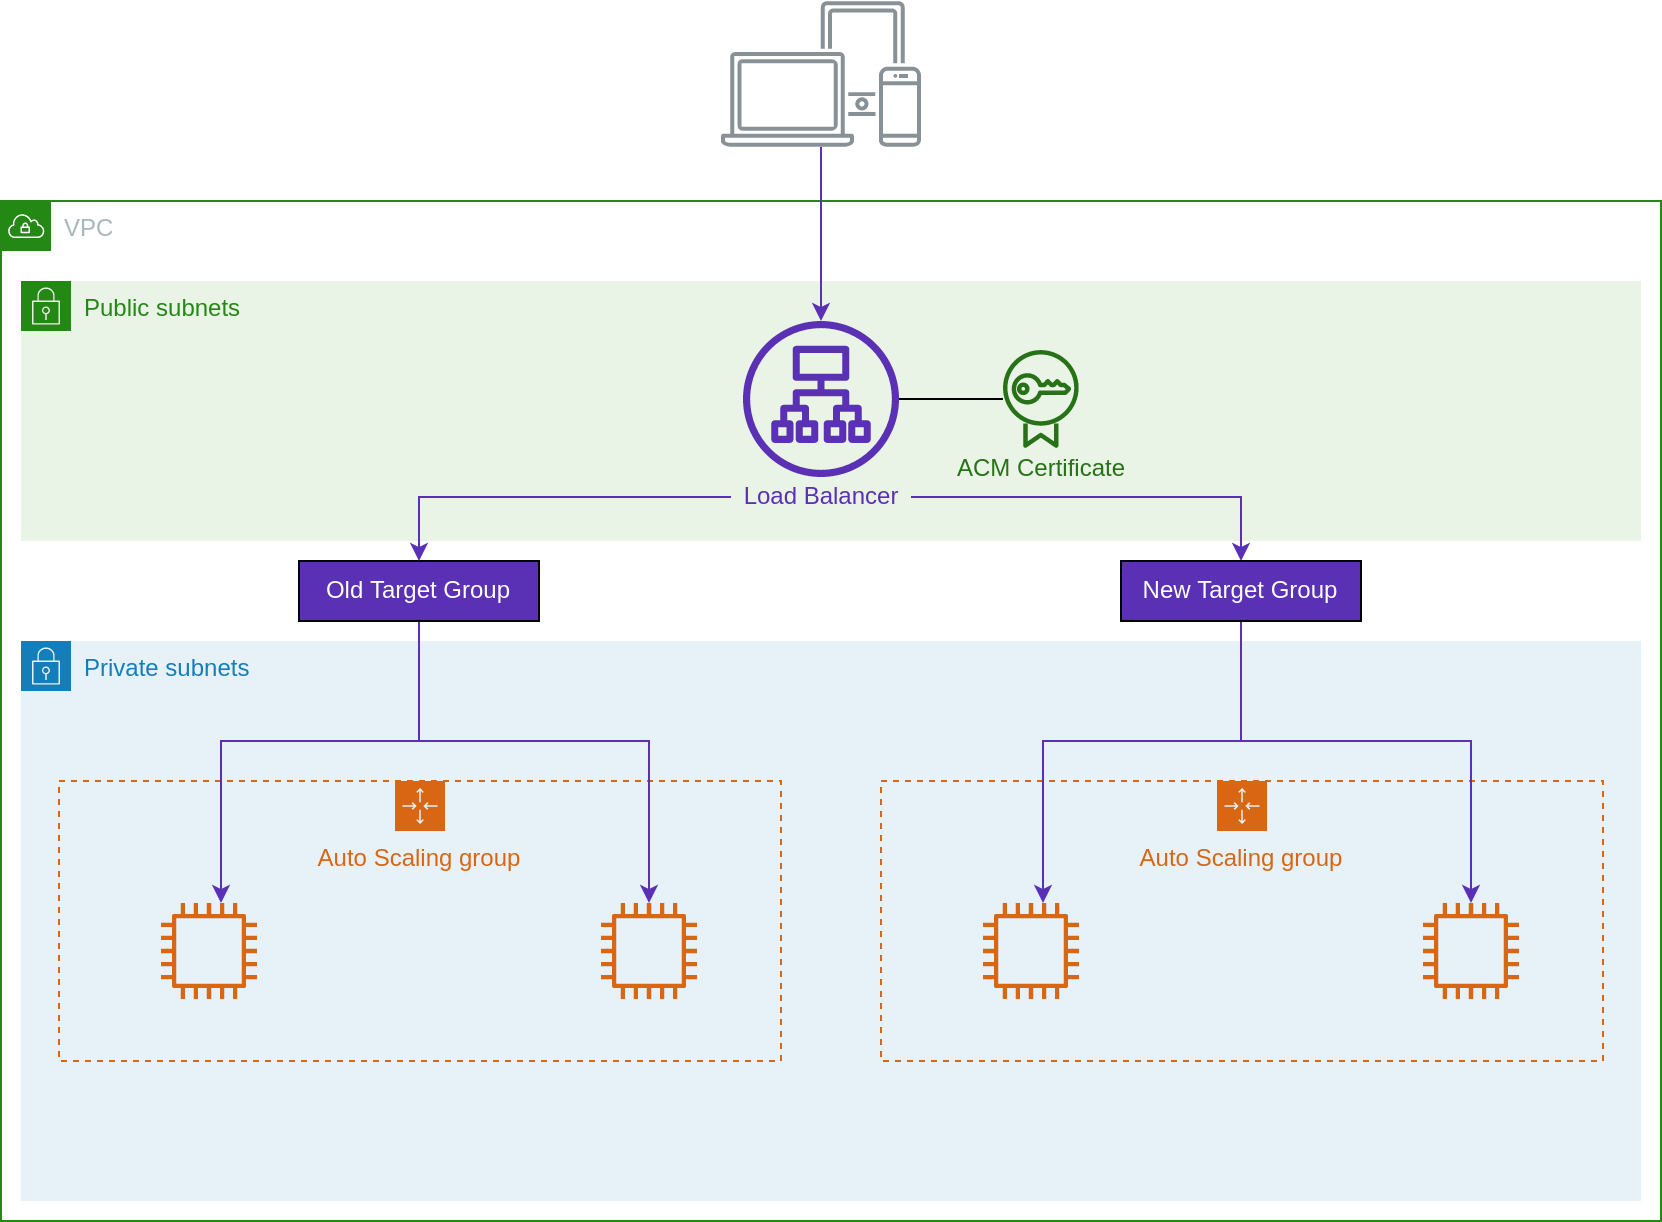 VPC
Public subnets
ACM Certificate
Load Balancer
Old Target Group
New Target Group
Private subnets
Auto Scaling group
Auto Scaling group